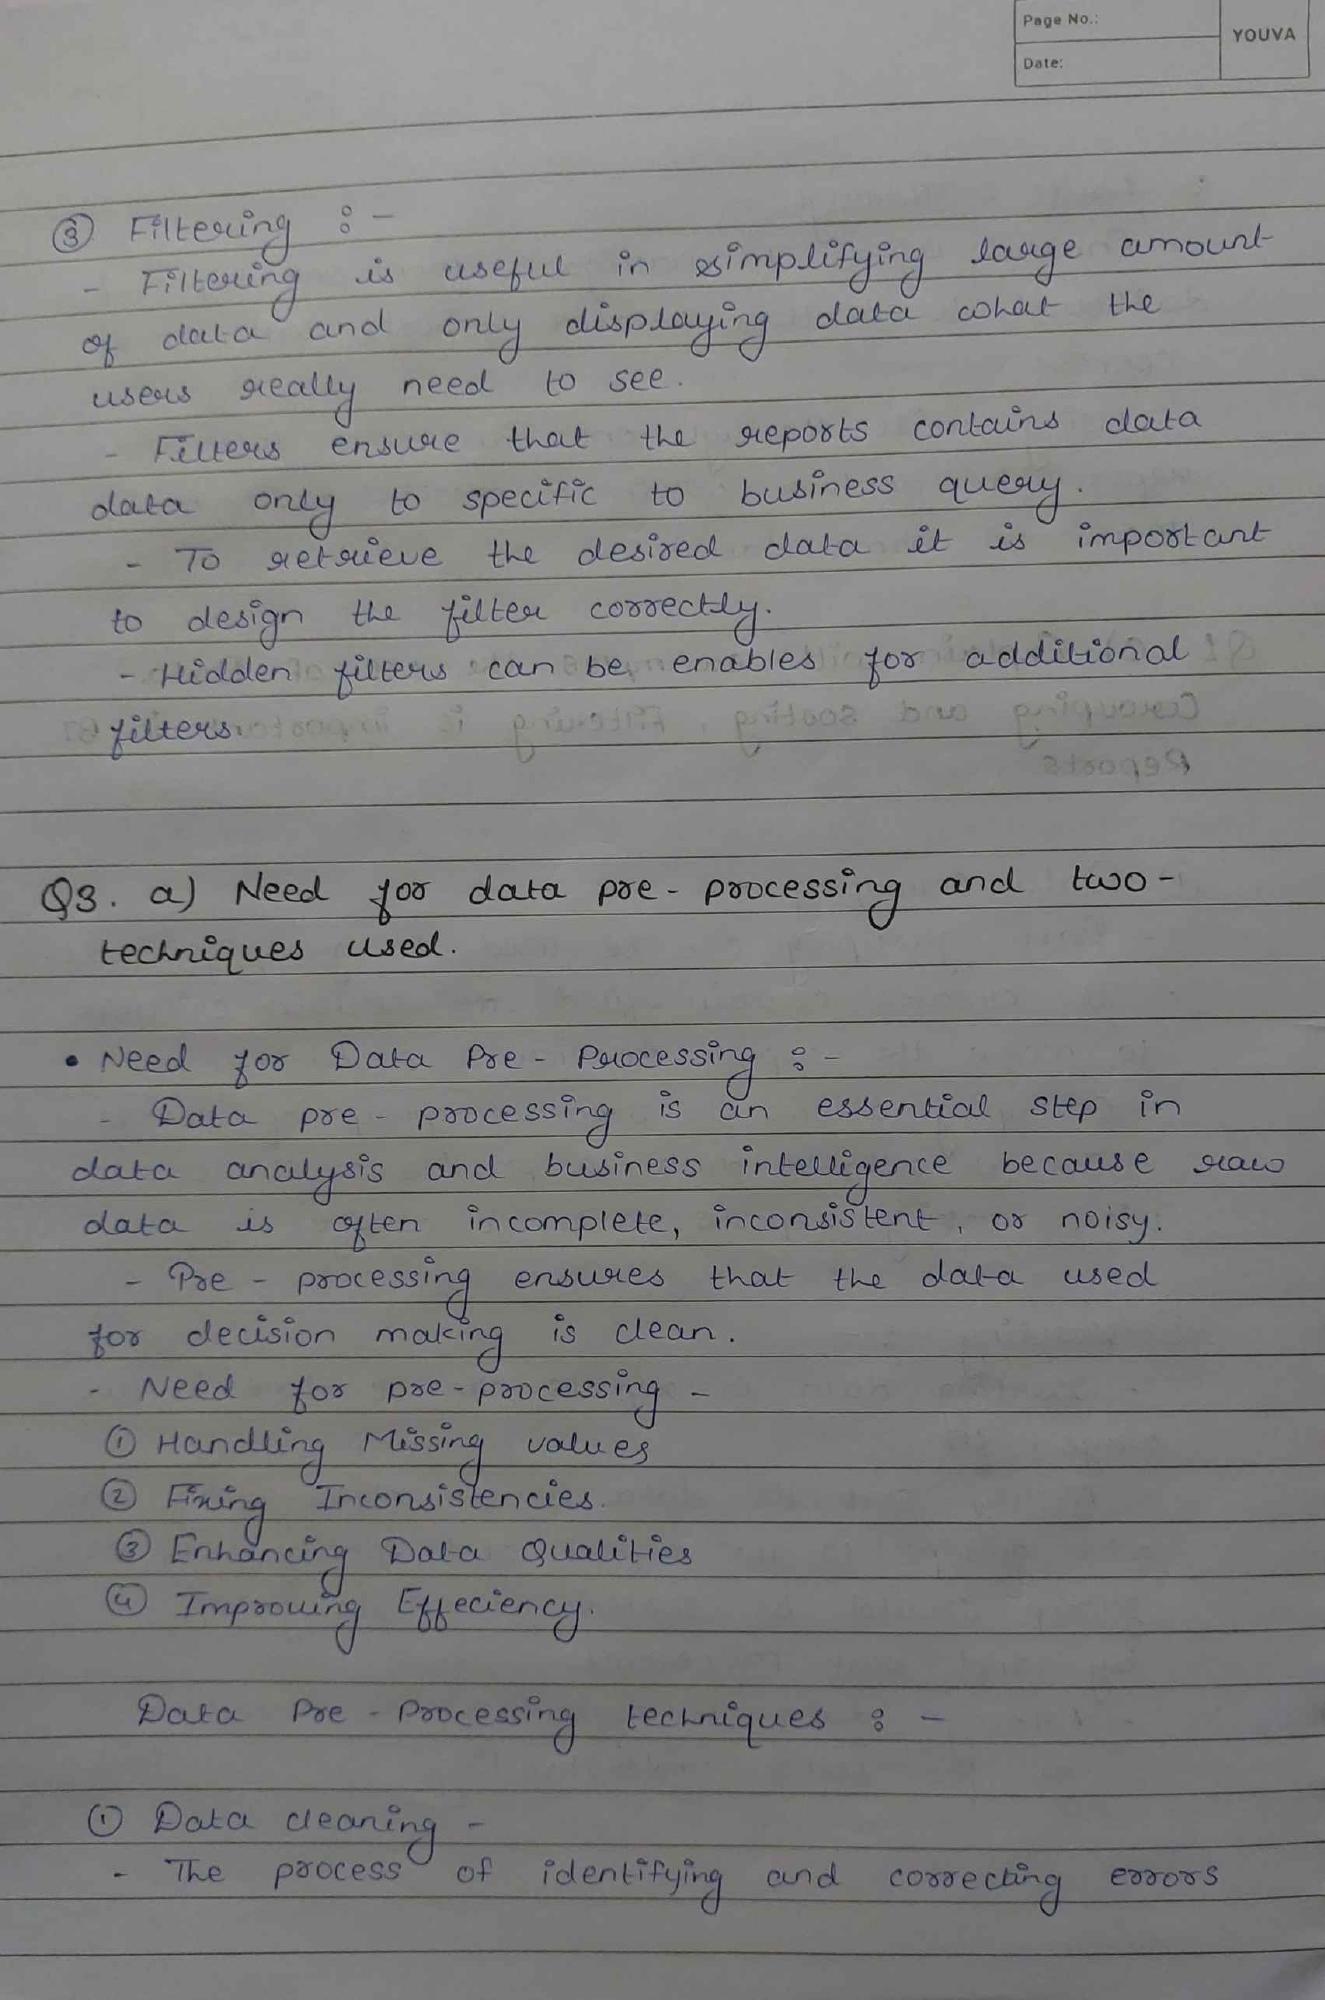 Page No.:
YOUVA
Date:
③ Filtering :-
- Filtering is useful in simplifying large amount
of data and only displaying data what the
users really need to see.
- Filters ensure that the reports contains data
data only to specific to business query.
- To retrieve the desired data it is important
to design the filter correctly.
- Hidden filters can be enables for additional
filters.
Q3. a) Need for data pre-processing and two-
techniques used.
• Need for Data Pre-Processing :-
- Data pre-processing is an essential step in
data analysis and business intelligence because raw
data is often incomplete, inconsistent, or noisy.
- Pre-processing ensures that the data used
for decision making is clean.
- Need for pre-processing -
① Handling Missing values
② Fixing Inconsistencies.
③ Enhancing Data Qualities
④ Improving Effeciency.
Data Pre-Processing techniques :-
① Data cleaning -
- The process of identifying and correcting errors